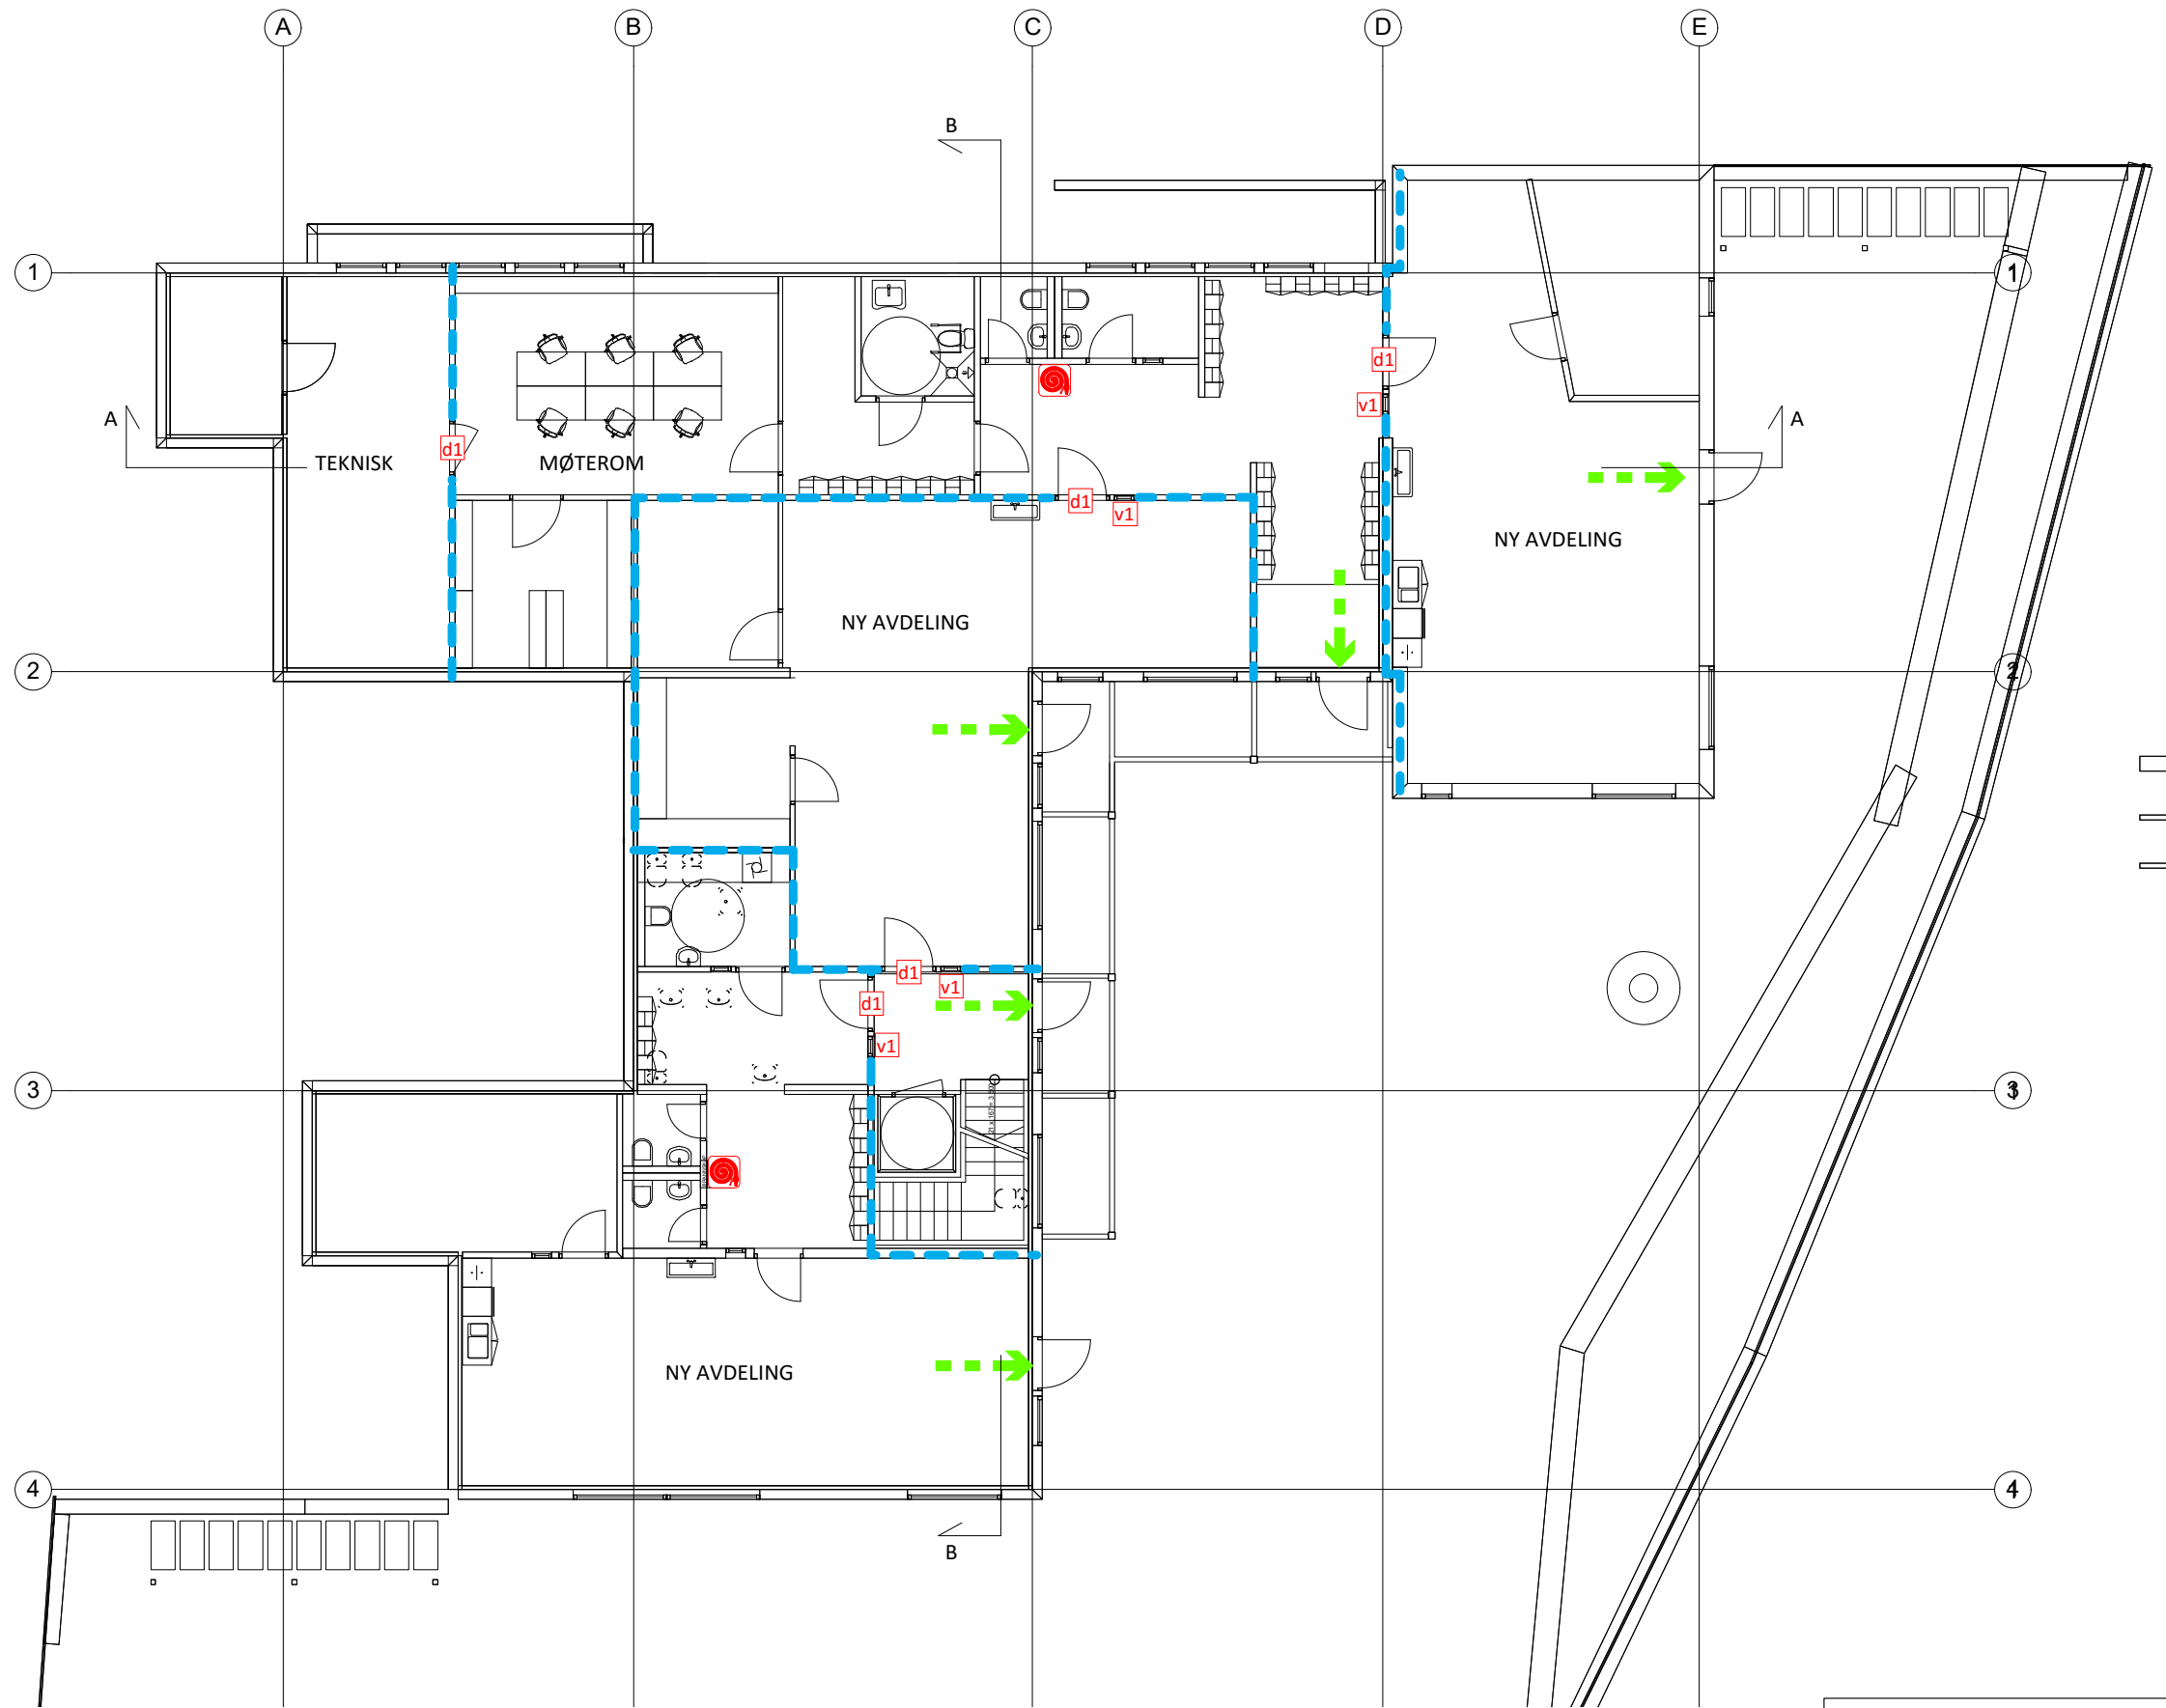 A B C D E
B
1 1
d1
v1
A TEKNISK d1 MØTEROM A
d1
v1
NY AVDELING
NY AVDELING
2 2
d1
v1
d1
v1
3 3
NY AVDELING
4 4
B